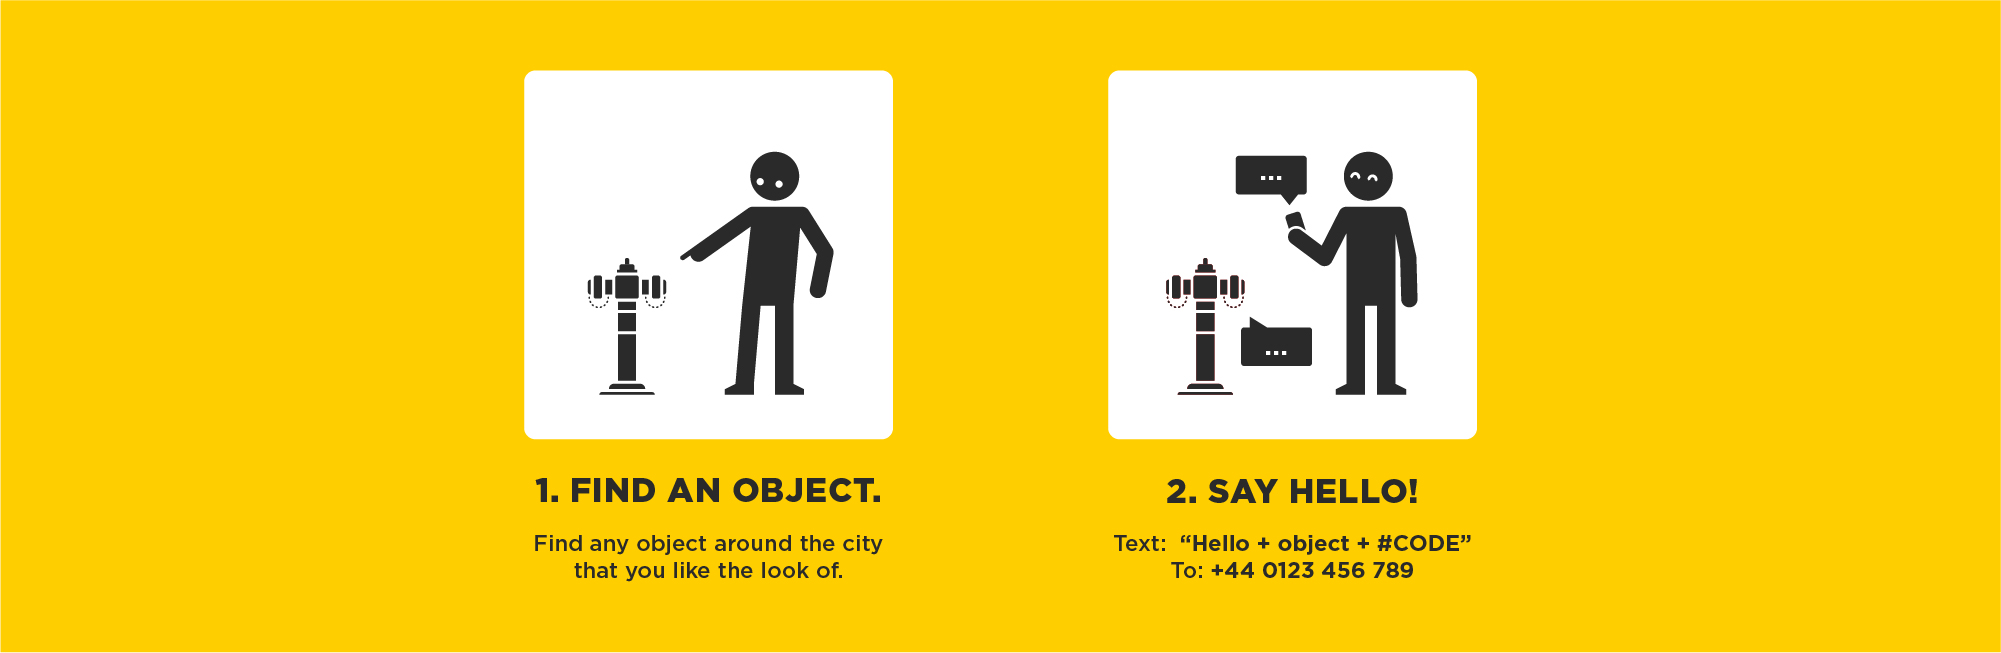 1. FIND AN OBJECT.
Find any object around the city
that you like the look of.
2. SAY HELLO!
Text: “Hello + object + #CODE”
To: +44 0123 456 789